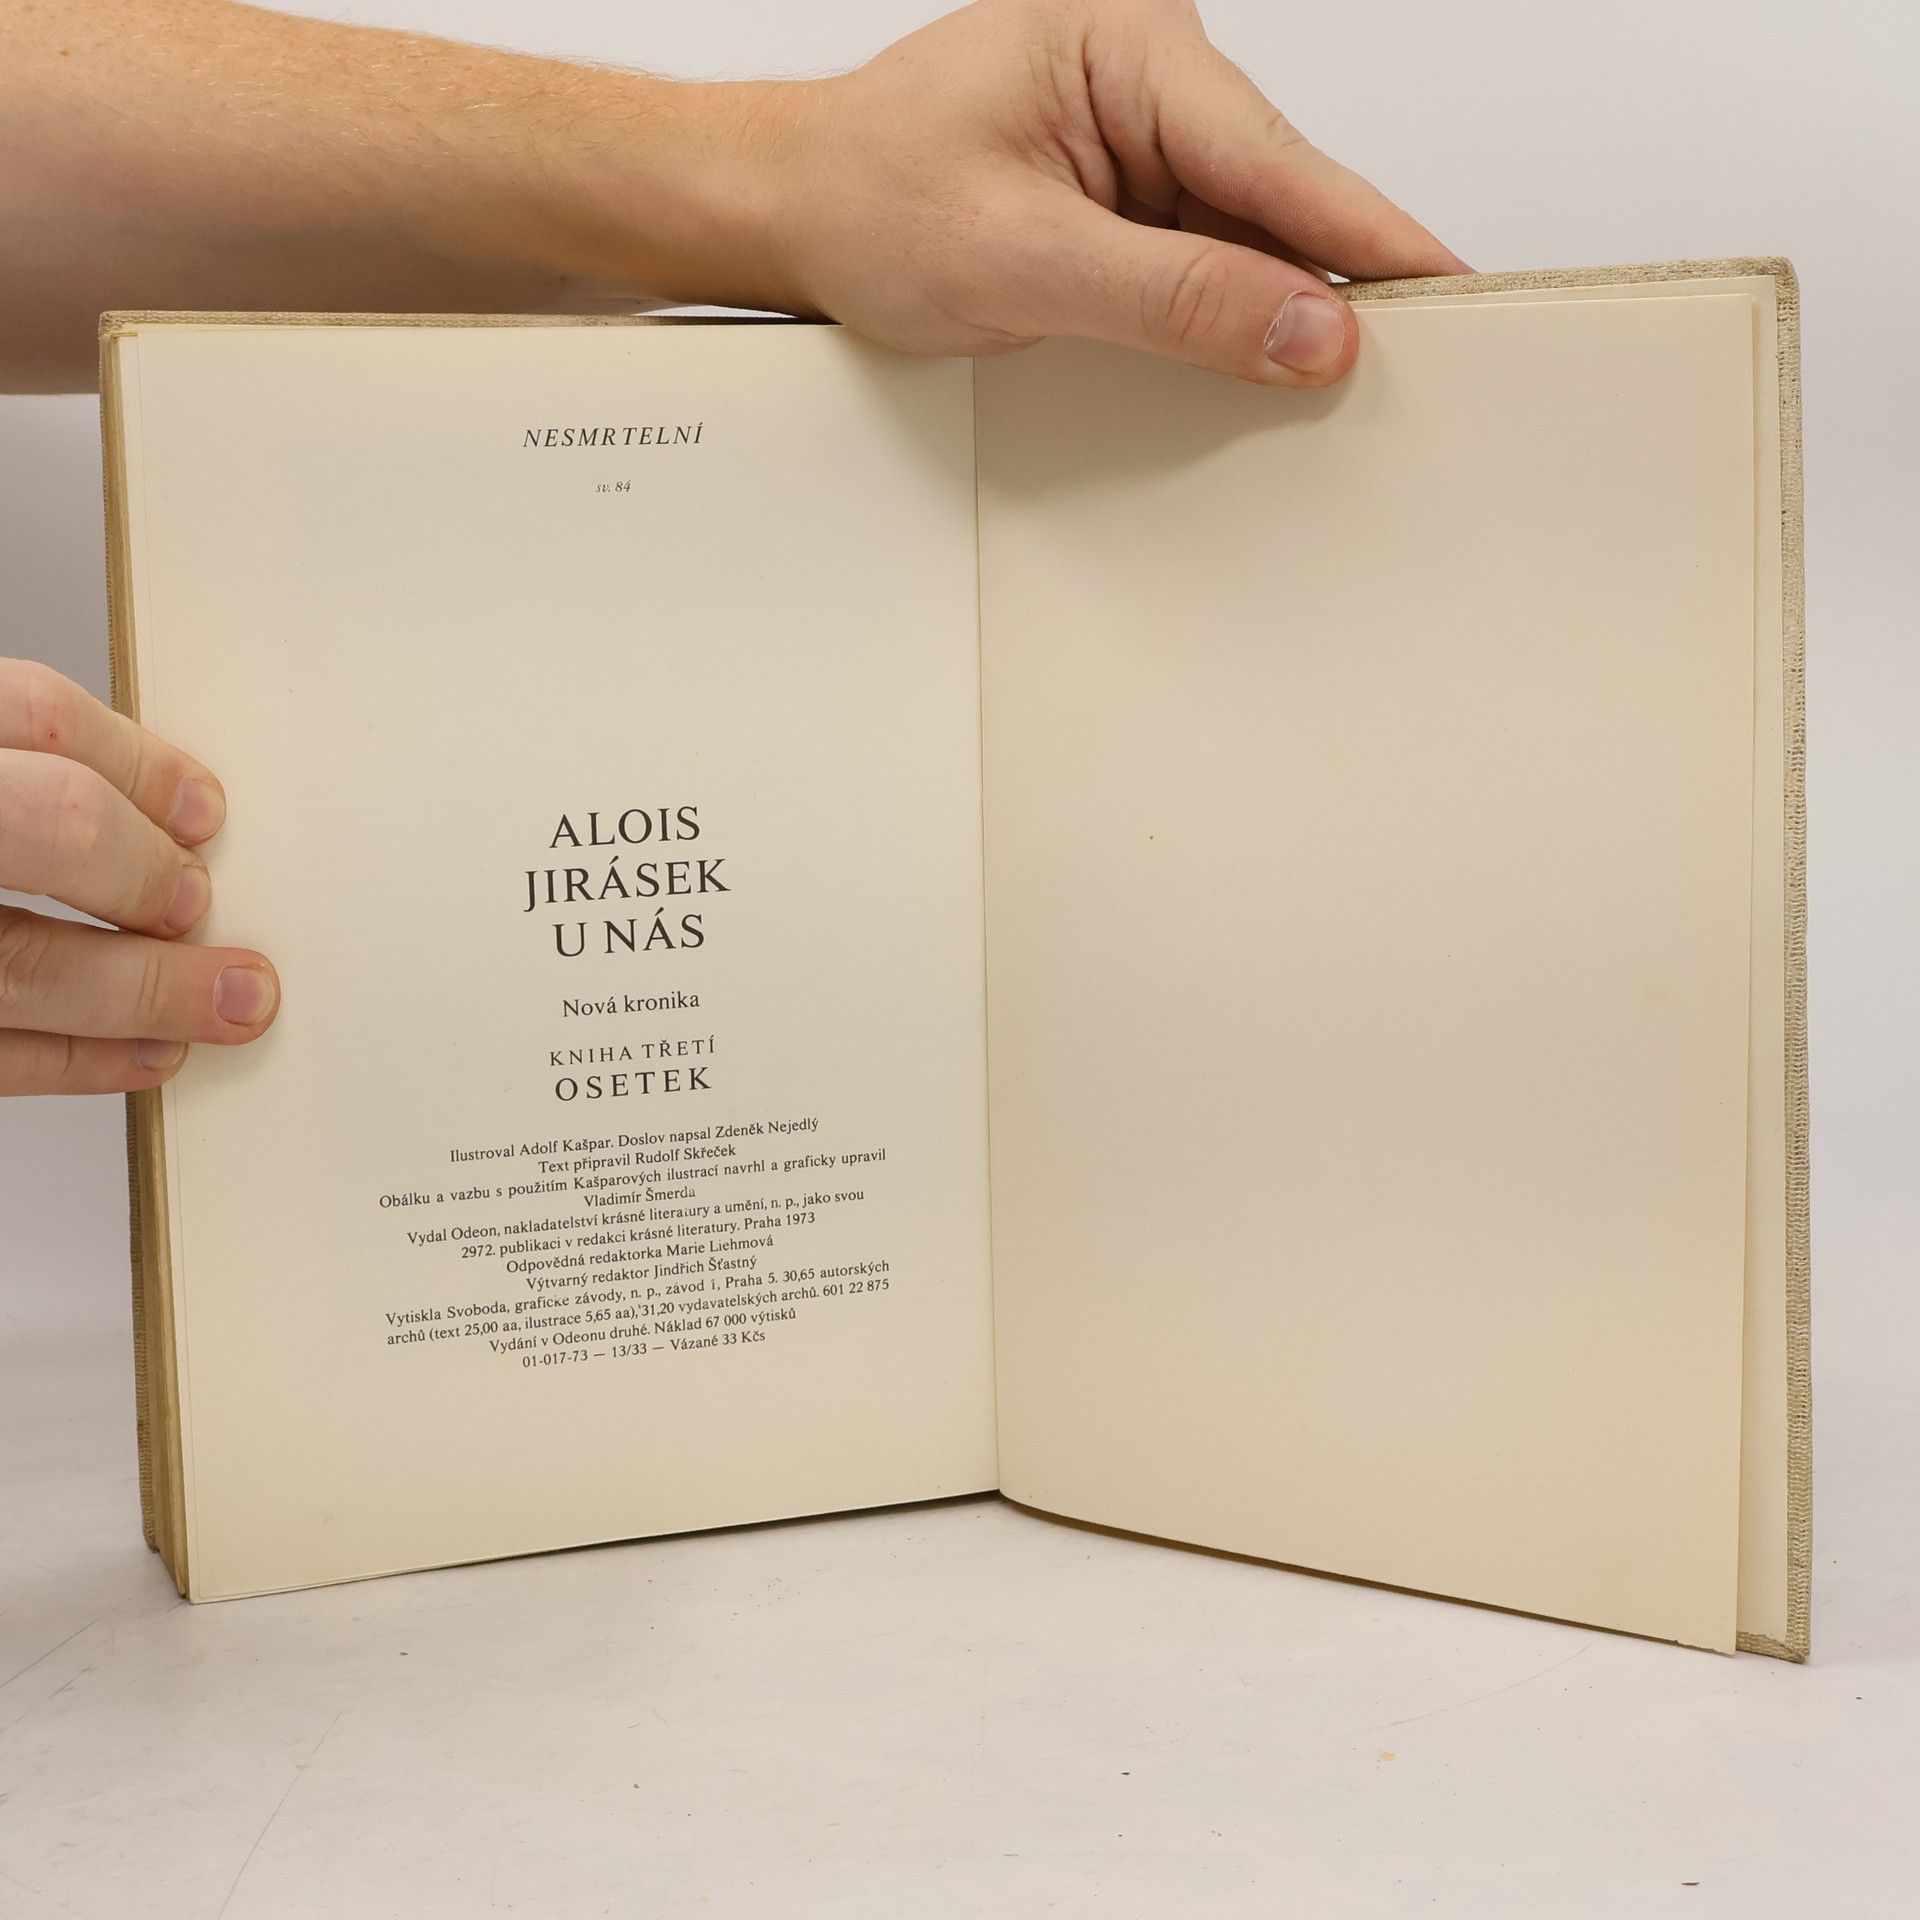 NESMRTELNÍ
sv. 84
ALOIS
JIRÁSEK
U NÁS
Nová kronika
KNIHA TŘETÍ
OSETEK
Ilustroval Adolf Kašpar. Doslov napsal Zdeněk Nejedlý
Text připravil Rudolf Skřeček
Obálku a vazbu s použitím Kašparových ilustrací navrhl a graficky upravil
Vladimír Šmerda
Vydal Odeon, nakladatelství krásné literatury a umění, n. p., jako svou
2972. publikaci v redakci krásné literatury. Praha 1973
Odpovědná redaktorka Marie Liehmová
Výtvarný redaktor Jindřich Šťastný
Vytiskla Svoboda, grafické závody, n. p., závod 1, Praha 5. 30,65 autorských
archů (text 25,00 aa, ilustrace 5,65 aa), 31,20 vydavatelských archů. 601 22 875
Vydání v Odeonu druhé. Náklad 67 000 výtisků
01-017-73 — 13/33 — Vázané 33 Kčs